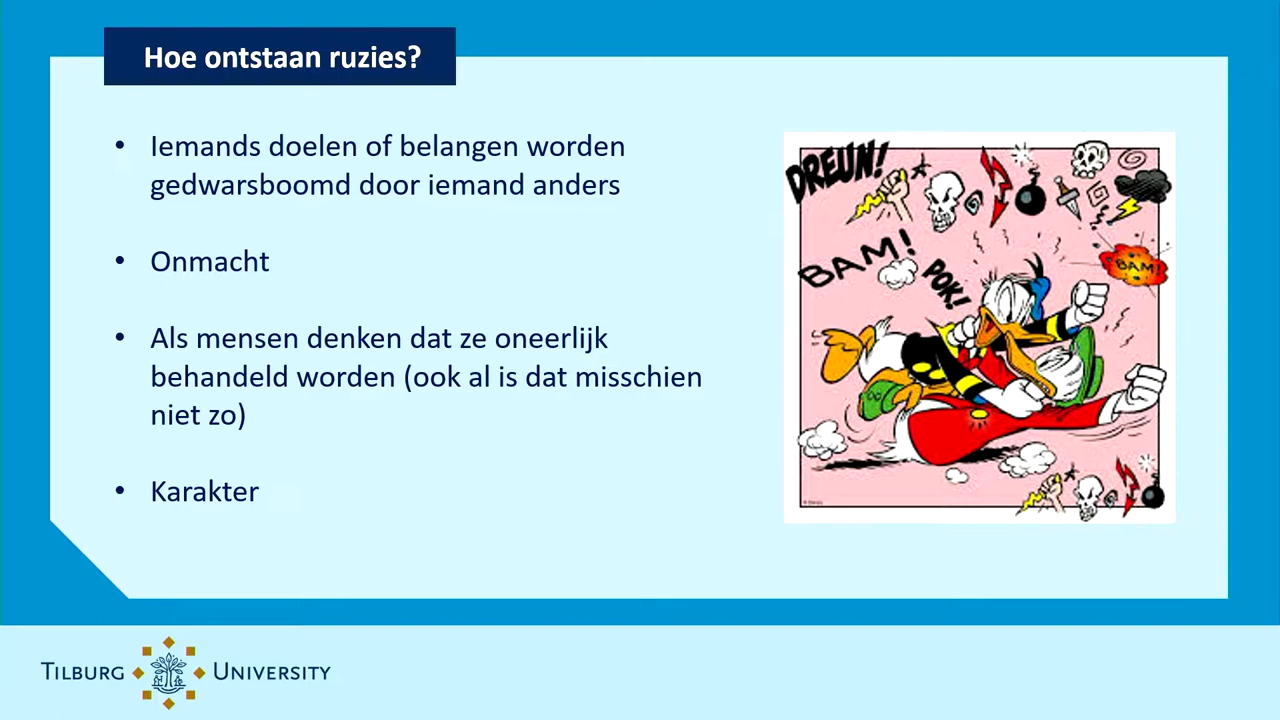 Hoe ontstaan ruzies?
• Iemands doelen of belangen worden
gedwarsboomd door iemand anders
• Onmacht
• Als mensen denken dat ze oneerlijk
behandeld worden (ook al is dat misschien
niet zo)
• Karakter
DREUN!
BAM!
POK!
BAM!
TILBURG UNIVERSITY